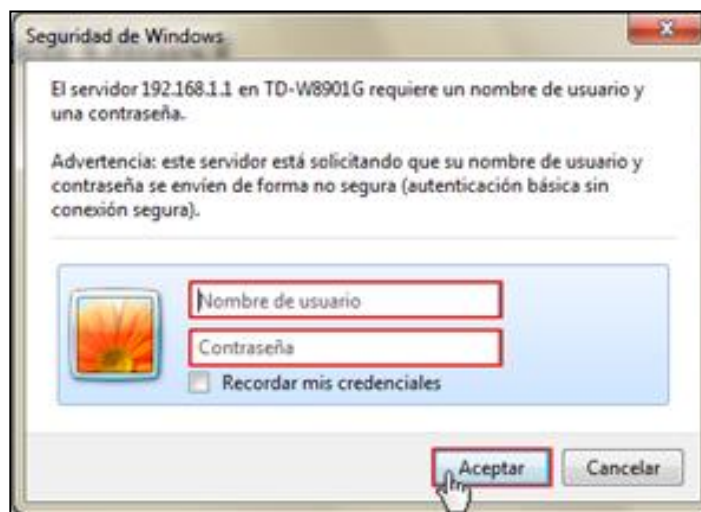 Seguridad de Windows
El servidor 192.168.1.1 en TD-W8901G requiere un nombre de usuario y
una contraseña.
Advertencia: este servidor está solicitando que su nombre de usuario y
contraseña se envíen de forma no segura (autenticación básica sin
conexión segura).
Nombre de usuario
Contraseña
Recordar mis credenciales
Aceptar
Cancelar